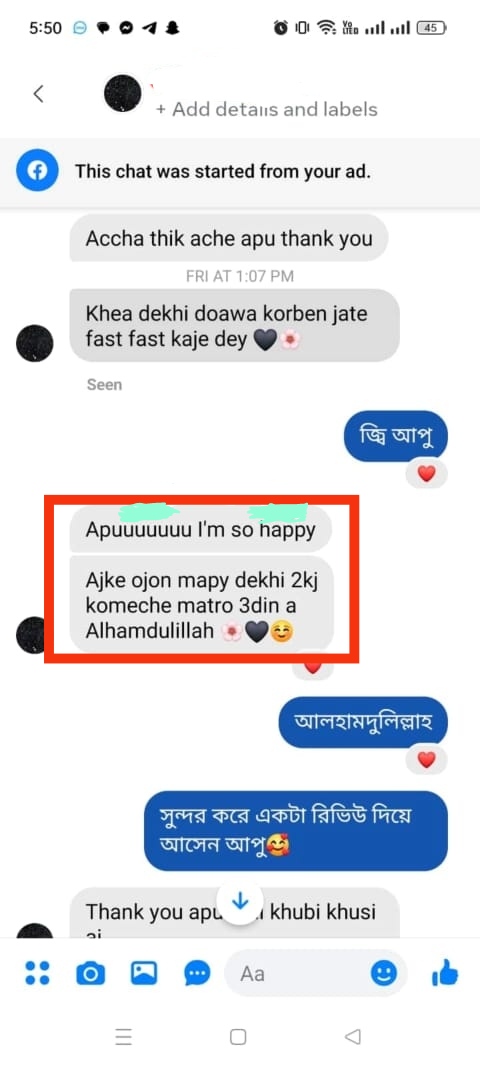 5:50
Vo
LTED
45
+ Add details and labels
This chat was started from your ad.
Accha thik ache apu thank you
FRI AT 1:07 PM
Khea dekhi doawa korben jate
fast fast kaje dey 🖤🌸
Seen
জ্বি আপু
❤️
Apuuuuuuu I'm so happy
Ajke ojon mapy dekhi 2kj
komeche matro 3din a
Alhamdulillah 🌸🖤☺️
❤️
আলহামদুলিল্লাহ
❤️
সুন্দর করে একটা রিভিউ দিয়ে
আসেন আপু🥰
Thank you apu khubi khusi
Aa